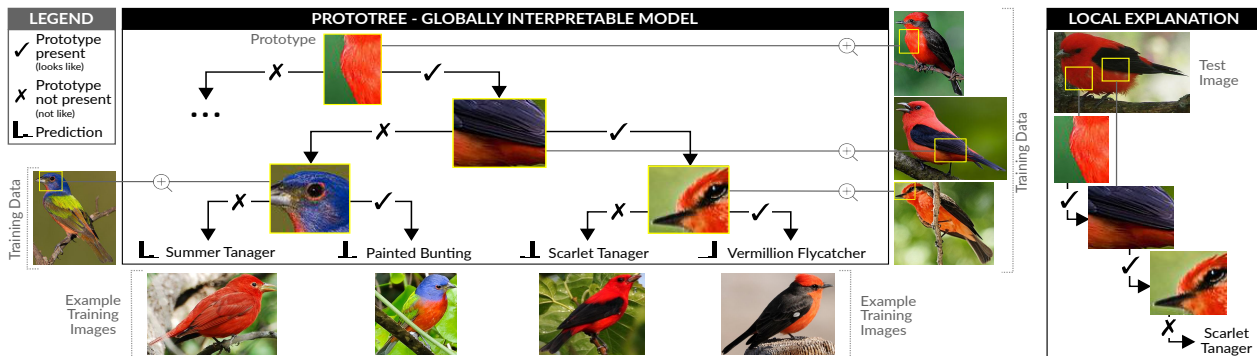 LEGEND
Prototype
present
(looks like)
Prototype
not present
(not like)
Prediction
PROTOTREE - GLOBALLY INTERPRETABLE MODEL
Prototype
...
Summer Tanager
Painted Bunting
Scarlet Tanager
Vermillion Flycatcher
Training Data
Training Data
Example
Training
Images
Example
Training
Images
LOCAL EXPLANATION
Test
Image
Scarlet
Tanager